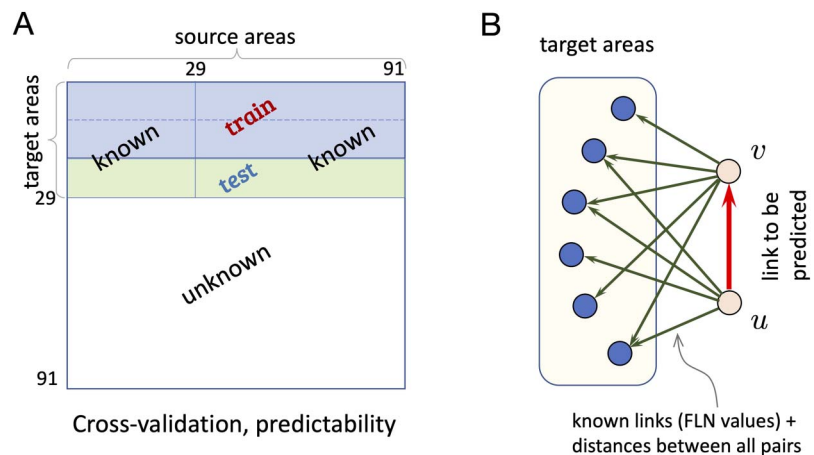 A
source areas
29
91
target areas
known
train
known
test
29
unknown
91
Cross-validation, predictability
B
target areas
v
link to be
predicted
u
known links (FLN values) +
distances between all pairs